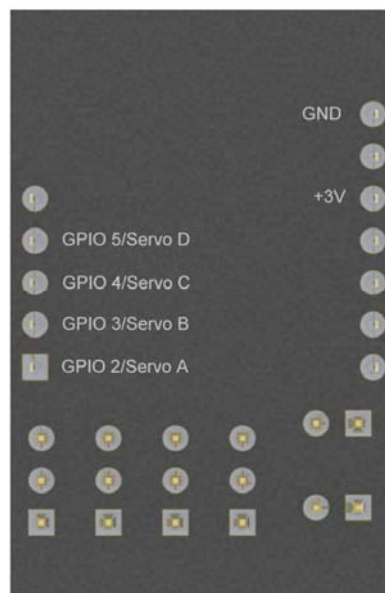 GND
+3V
GPIO 5/Servo D
GPIO 4/Servo C
GPIO 3/Servo B
GPIO 2/Servo A